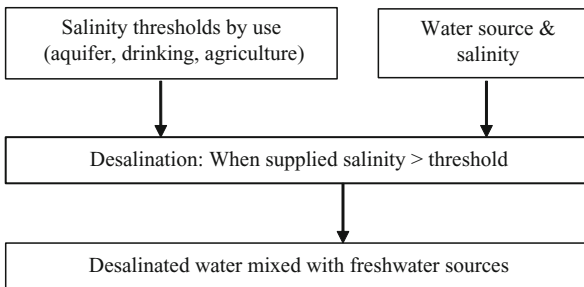 Salinity thresholds by use
(aquifer, drinking, agriculture)
Water source &
salinity
Desalination: When supplied salinity > threshold
Desalinated water mixed with freshwater sources